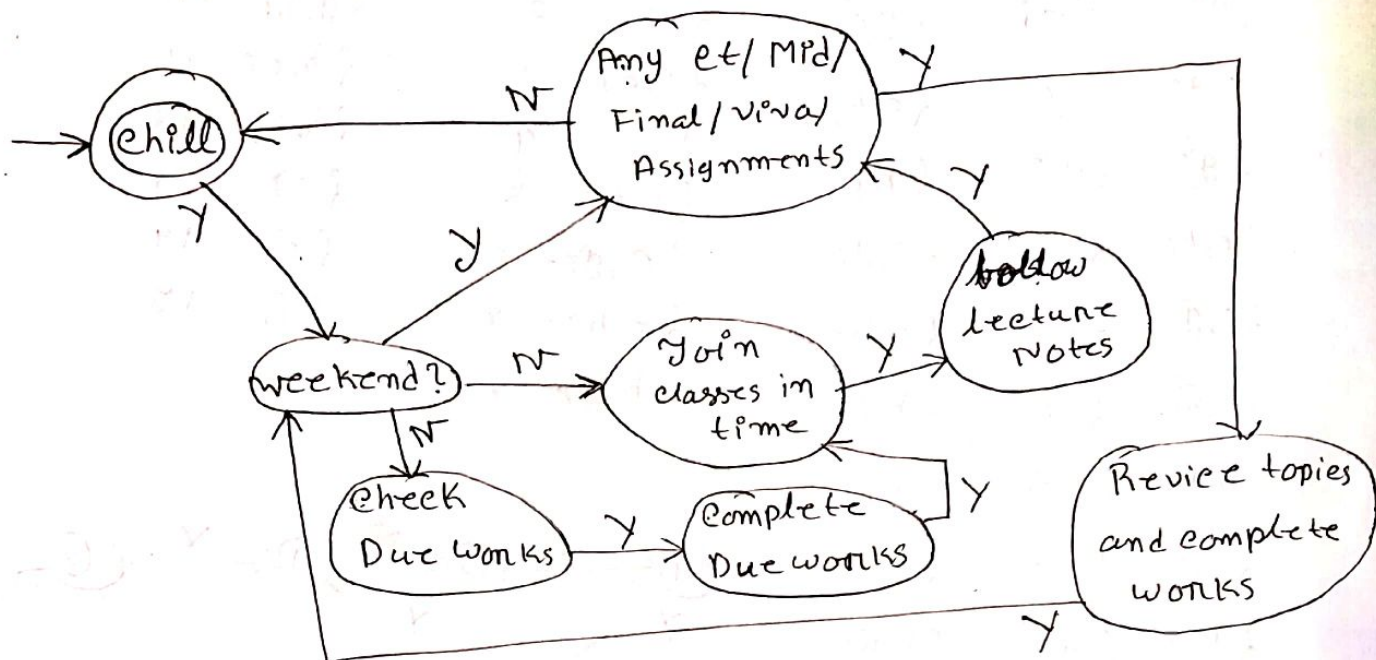 Chill
Y
N
Any ct/ Mid/
Final/ Viva/
Assignments
Y
Y
Y
weekend?
N
N
Join
classes in
time
Y
follow
lecture
Notes
Check
Due works
Y
Complete
Due works
Y
Revice topics
and complete
works
Y